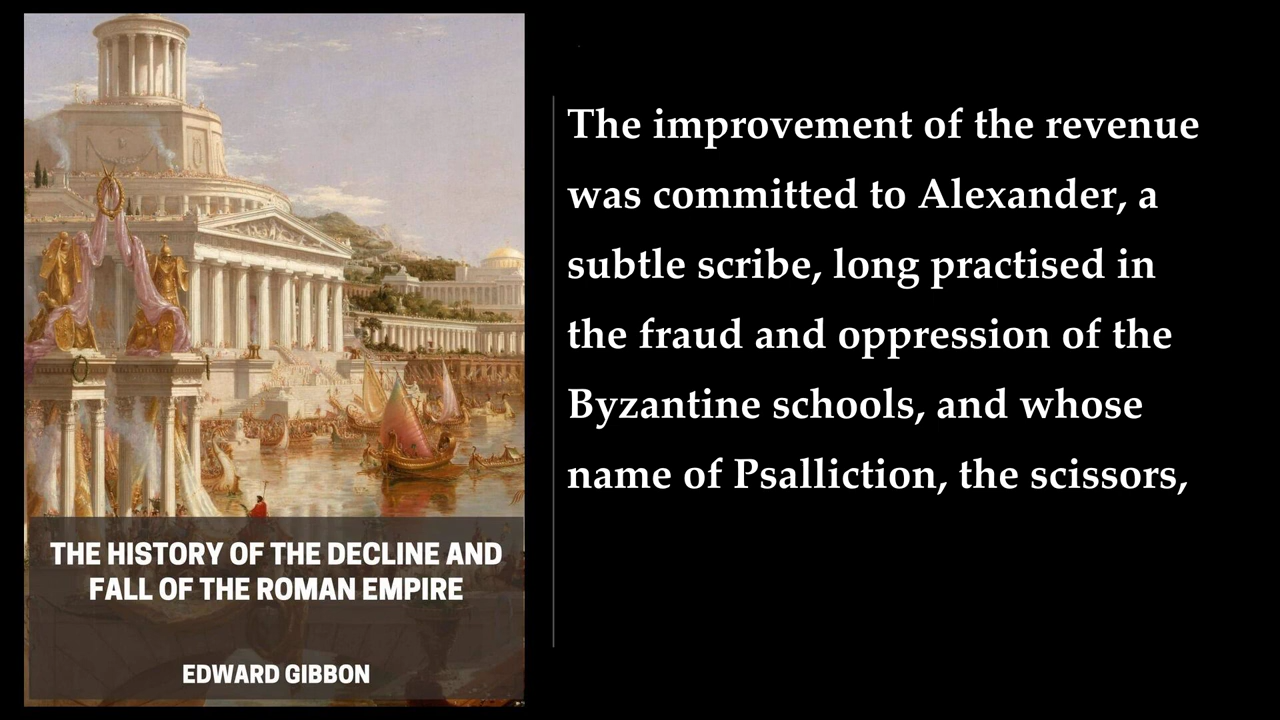 The improvement of the revenue
was committed to Alexander, a
subtle scribe, long practised in
the fraud and oppression of the
Byzantine schools, and whose
name of Psalliction, the scissors,
THE HISTORY OF THE DECLINE AND
FALL OF THE ROMAN EMPIRE
EDWARD GIBBON